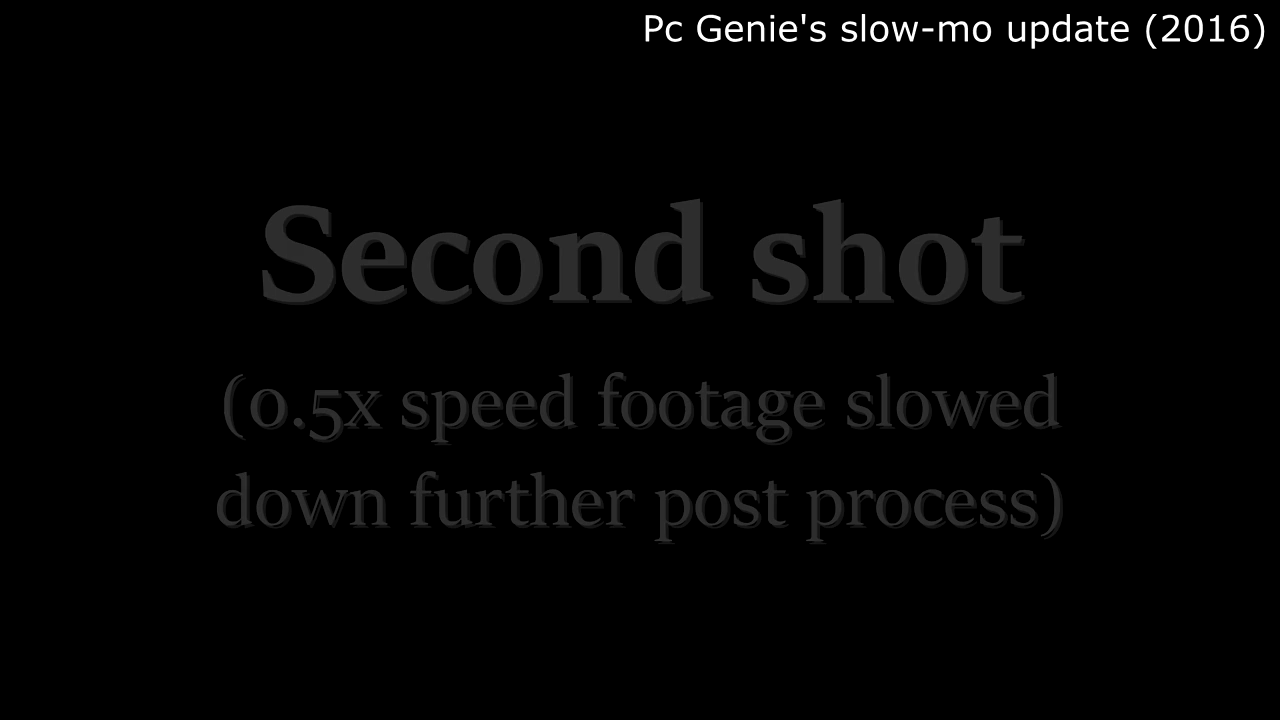 Pc Genie's slow-mo update (2016)
Second shot
(0.5x speed footage slowed
down further post process)